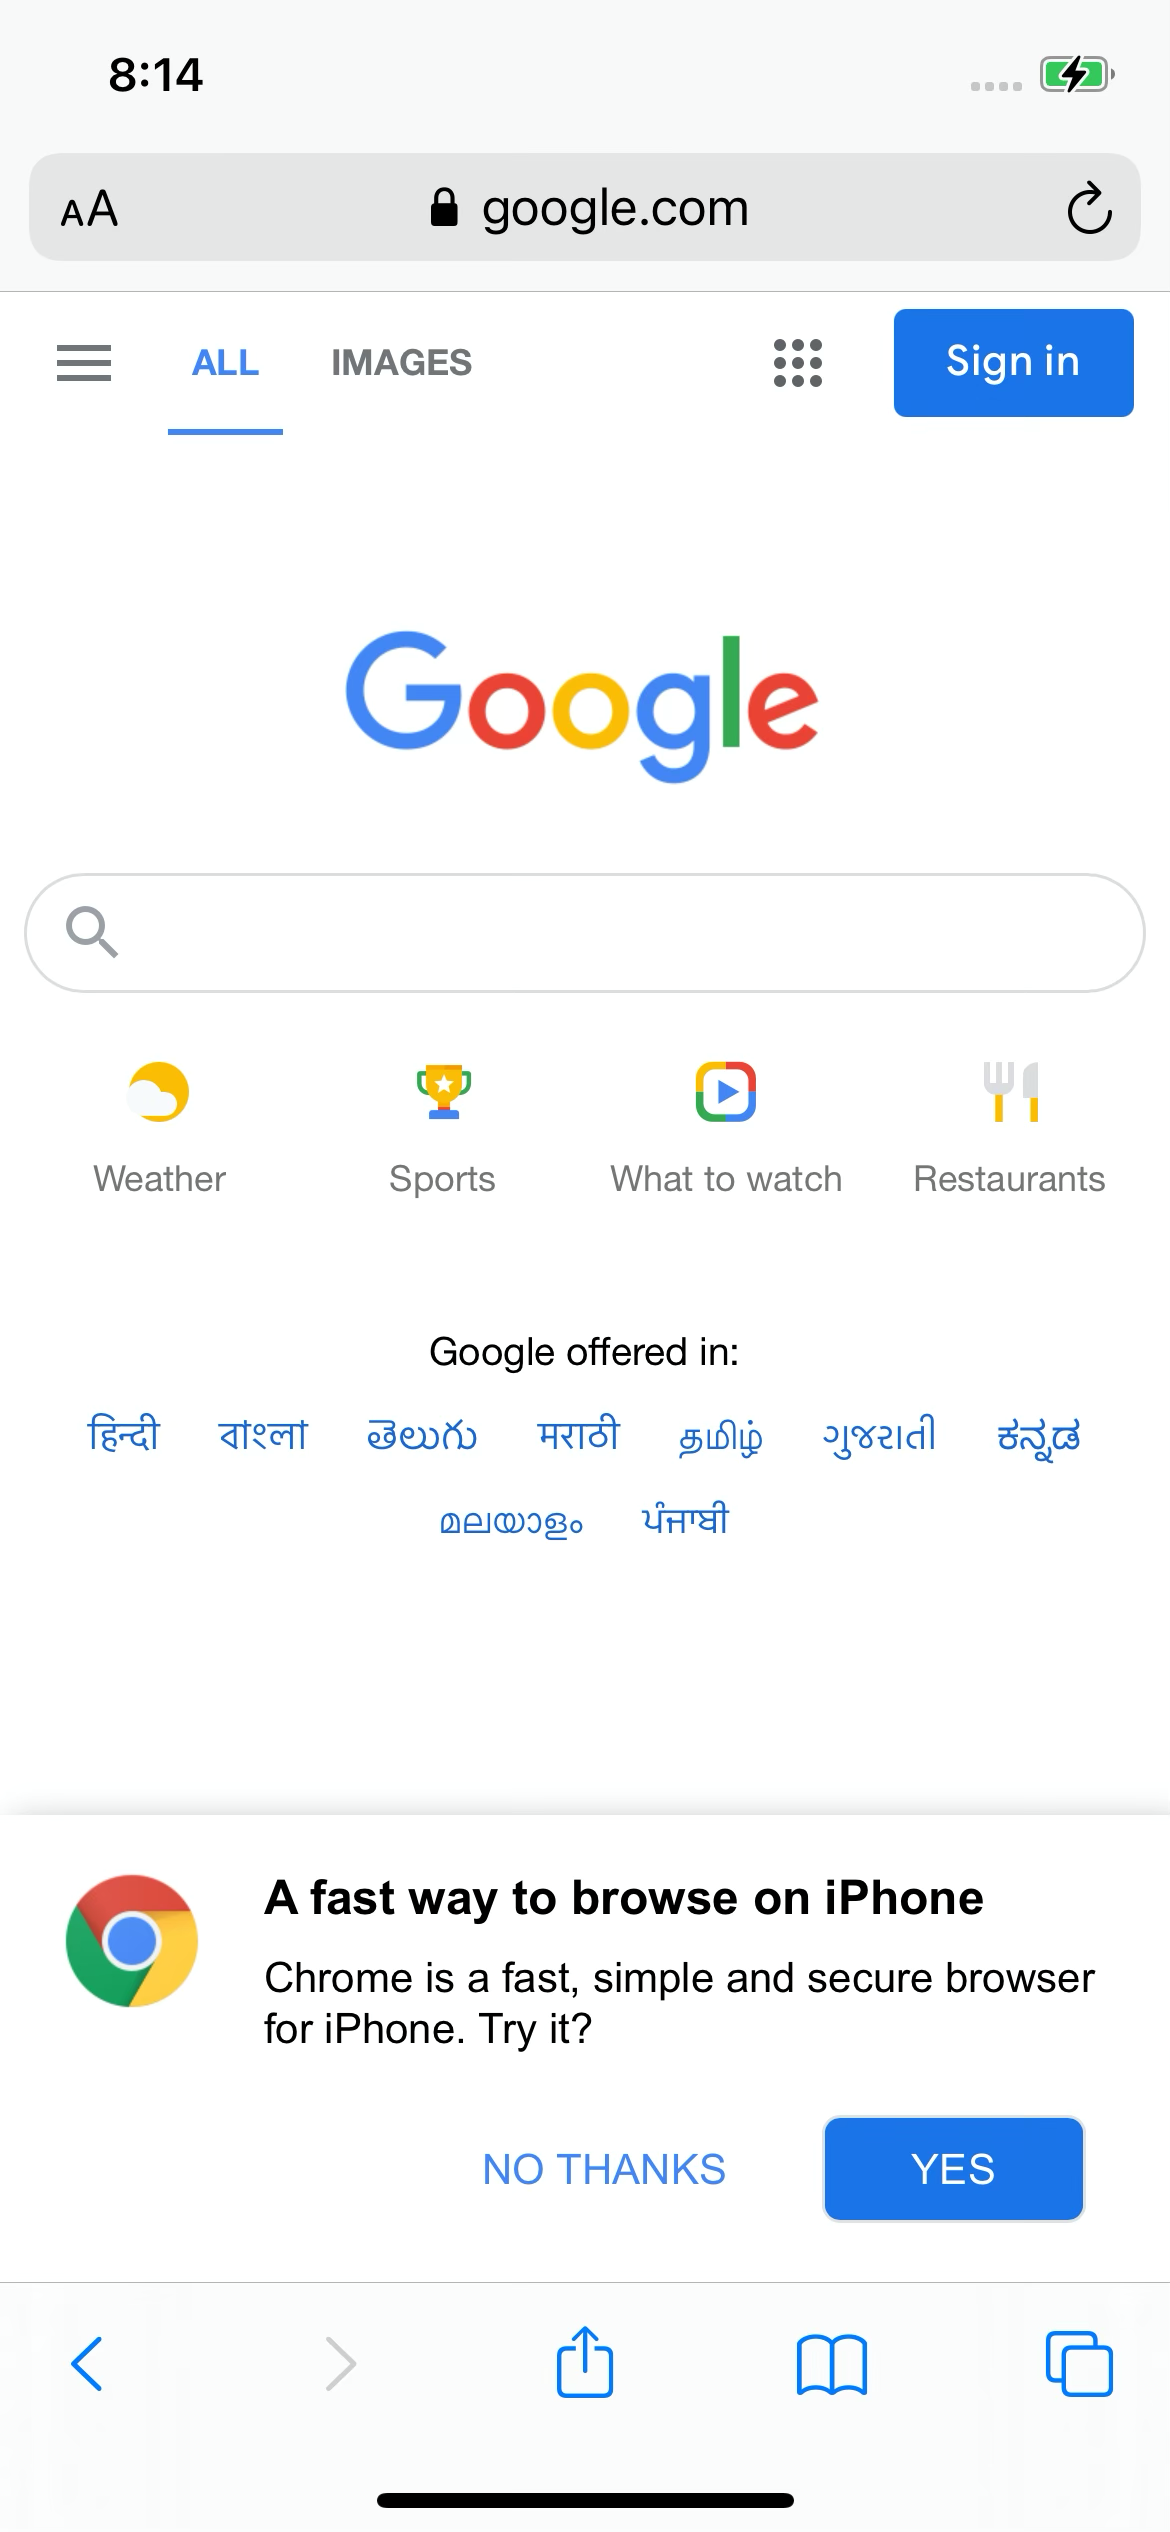 8:14
AA google.com
ALL IMAGES Sign in
Google
Weather Sports What to watch Restaurants
Google offered in:
हिन्दी বাংলা తెలుగు मराठी தமிழ் ગુજરાતી ಕನ್ನಡ
മലയാളം ਪੰਜਾਬੀ
A fast way to browse on iPhone
Chrome is a fast, simple and secure browser
for iPhone. Try it?
NO THANKS YES